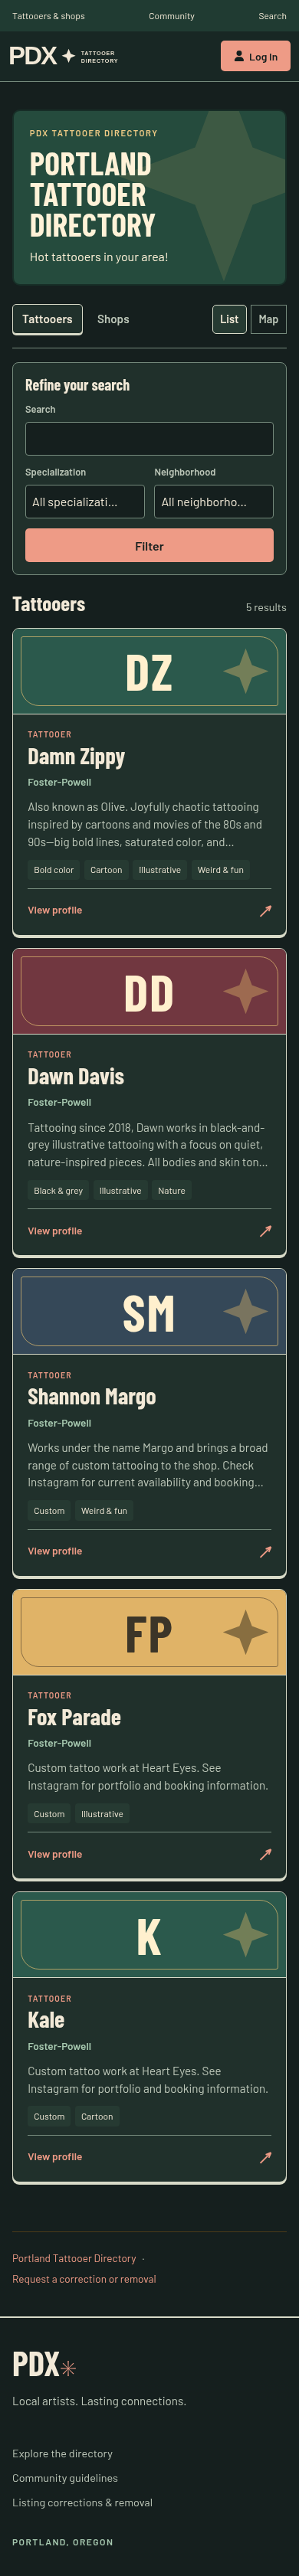 Tattooers & shops Community Search
PDX TATTOOER DIRECTORY
Log In
PDX TATTOOER DIRECTORY
PORTLAND
TATTOOER
DIRECTORY
Hot tattooers in your area!
Tattooers Shops List Map
Refine your search
Search
Specialization Neighborhood
All specializati... All neighborho...
Filter
Tattooers 5 results
DZ
TATTOOER
Damn Zippy
Foster-Powell
Also known as Olive. Joyfully chaotic tattooing
inspired by cartoons and movies of the 80s and
90s—big bold lines, saturated color, and...
Bold color Cartoon Illustrative Weird & fun
View profile
DD
TATTOOER
Dawn Davis
Foster-Powell
Tattooing since 2018, Dawn works in black-and-
grey illustrative tattooing with a focus on quiet,
nature-inspired pieces. All bodies and skin ton...
Black & grey Illustrative Nature
View profile
SM
TATTOOER
Shannon Margo
Foster-Powell
Works under the name Margo and brings a broad
range of custom tattooing to the shop. Check
Instagram for current availability and booking...
Custom Weird & fun
View profile
FP
TATTOOER
Fox Parade
Foster-Powell
Custom tattoo work at Heart Eyes. See
Instagram for portfolio and booking information.
Custom Illustrative
View profile
K
TATTOOER
Kale
Foster-Powell
Custom tattoo work at Heart Eyes. See
Instagram for portfolio and booking information.
Custom Cartoon
View profile
Portland Tattooer Directory ·
Request a correction or removal
PDX
Local artists. Lasting connections.
Explore the directory
Community guidelines
Listing corrections & removal
PORTLAND, OREGON